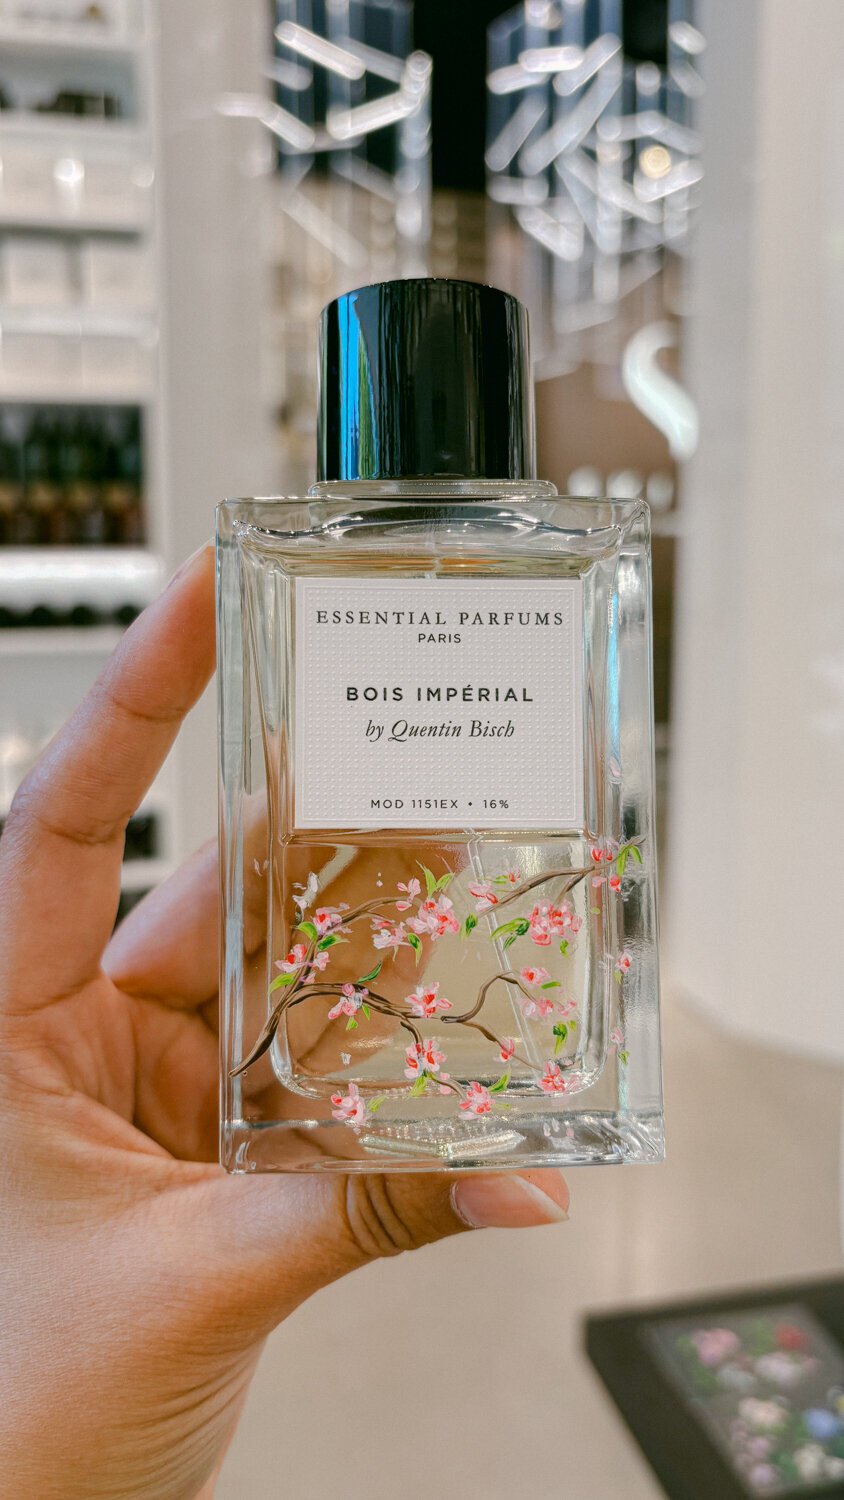 ESSENTIAL PARFUMS
PARIS
BOIS IMPÉRIAL
by Quentin Bisch
MOD 1151EX • 16%
S